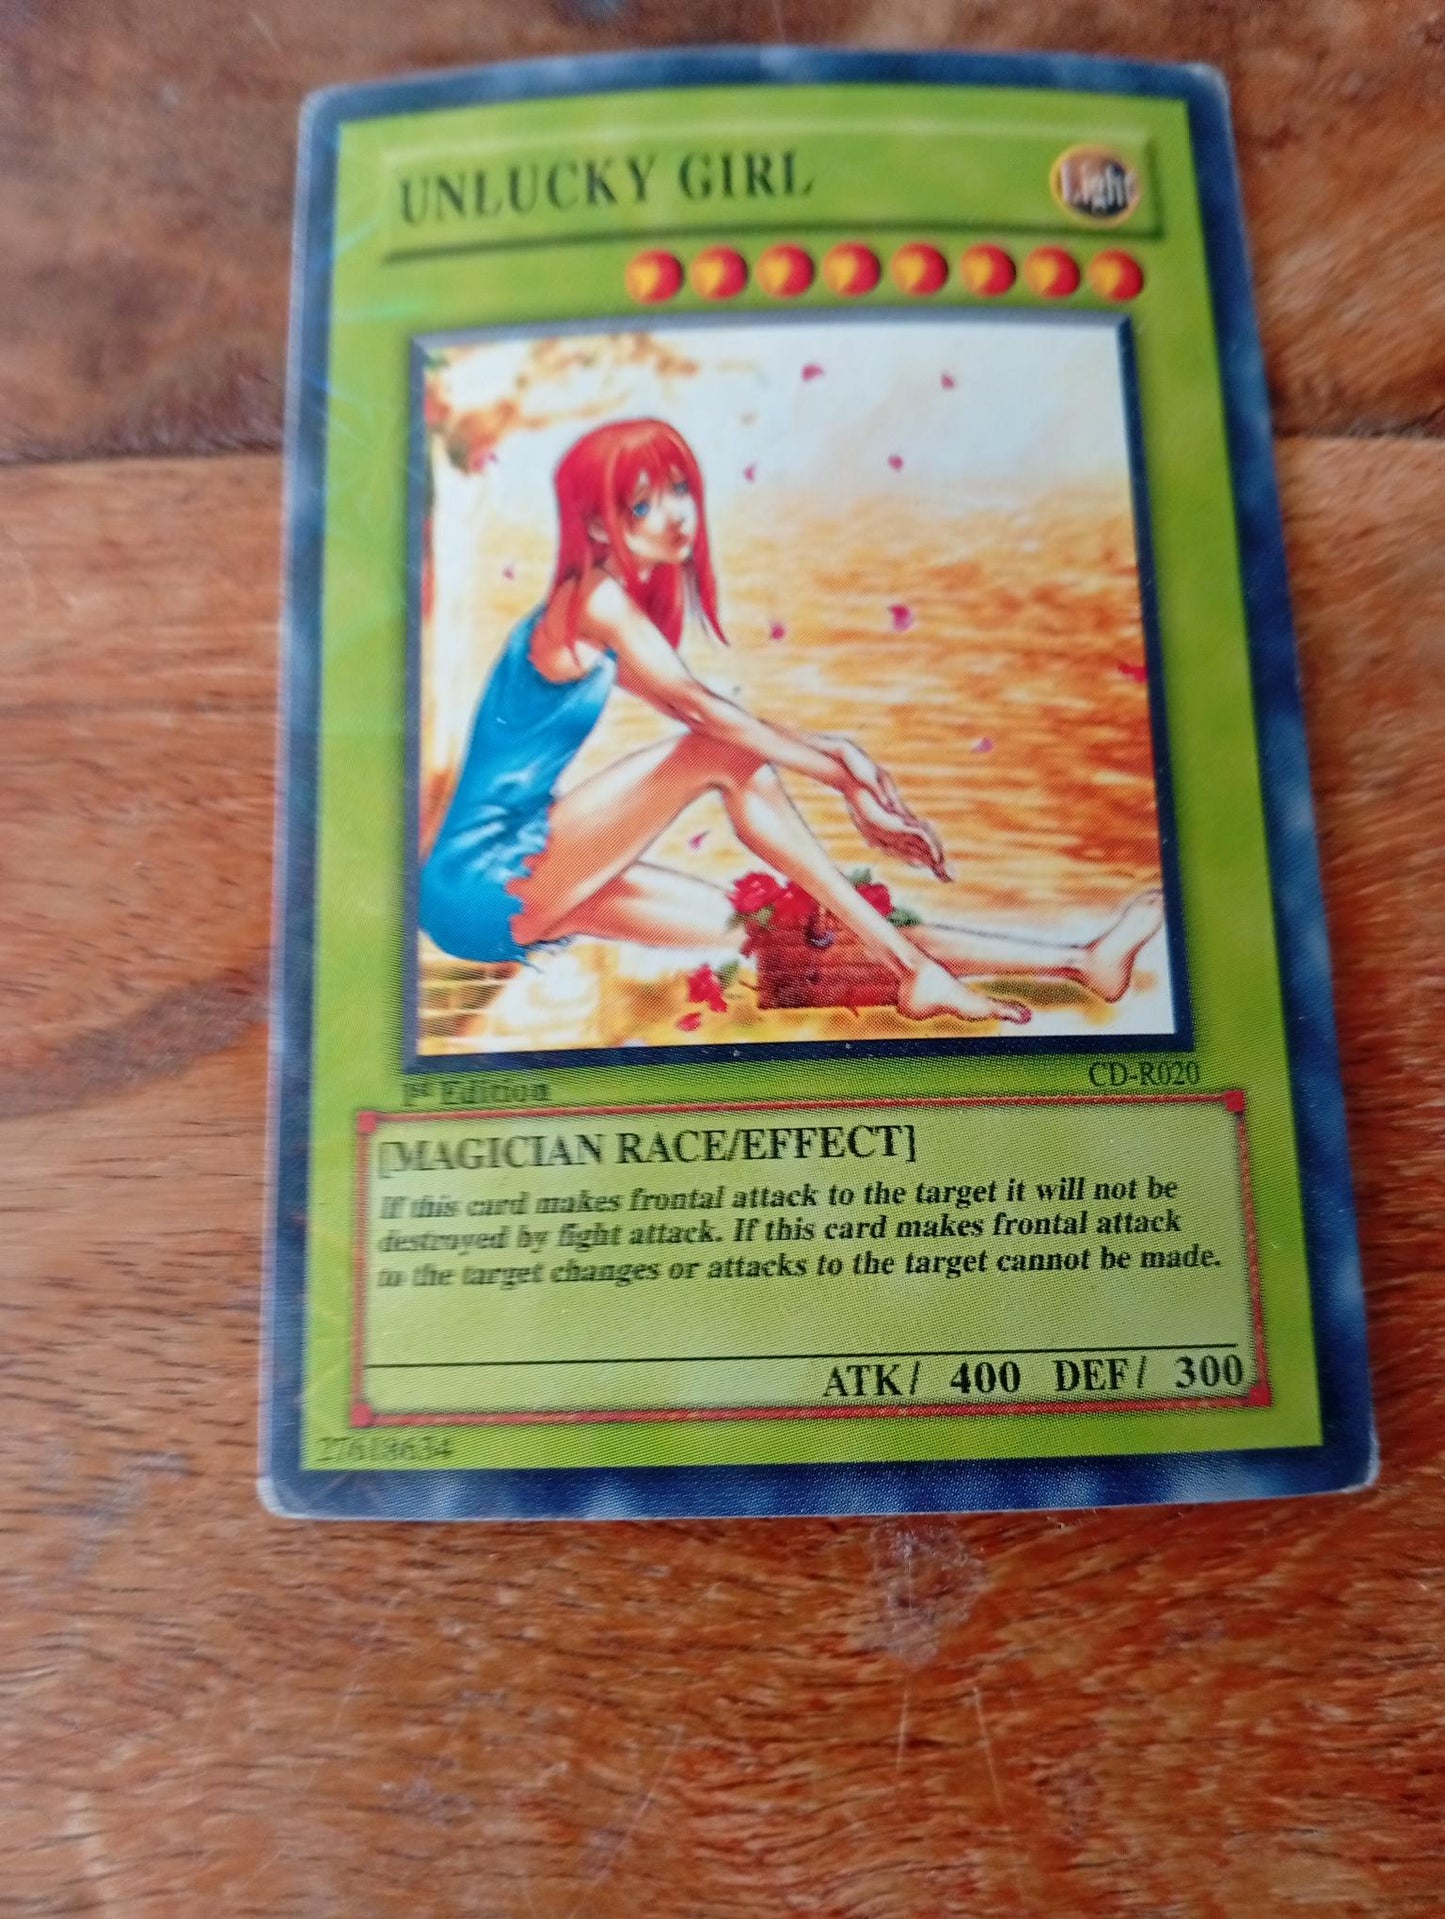 UNLUCKY GIRL
Light
1st Edition
CD-R020
[MAGICIAN RACE/EFFECT]
If this card makes frontal attack to the target it will not be
destroyed by fight attack. If this card makes frontal attack
to the target changes or attacks to the target cannot be made.
ATK/ 400 DEF/ 300
27618634